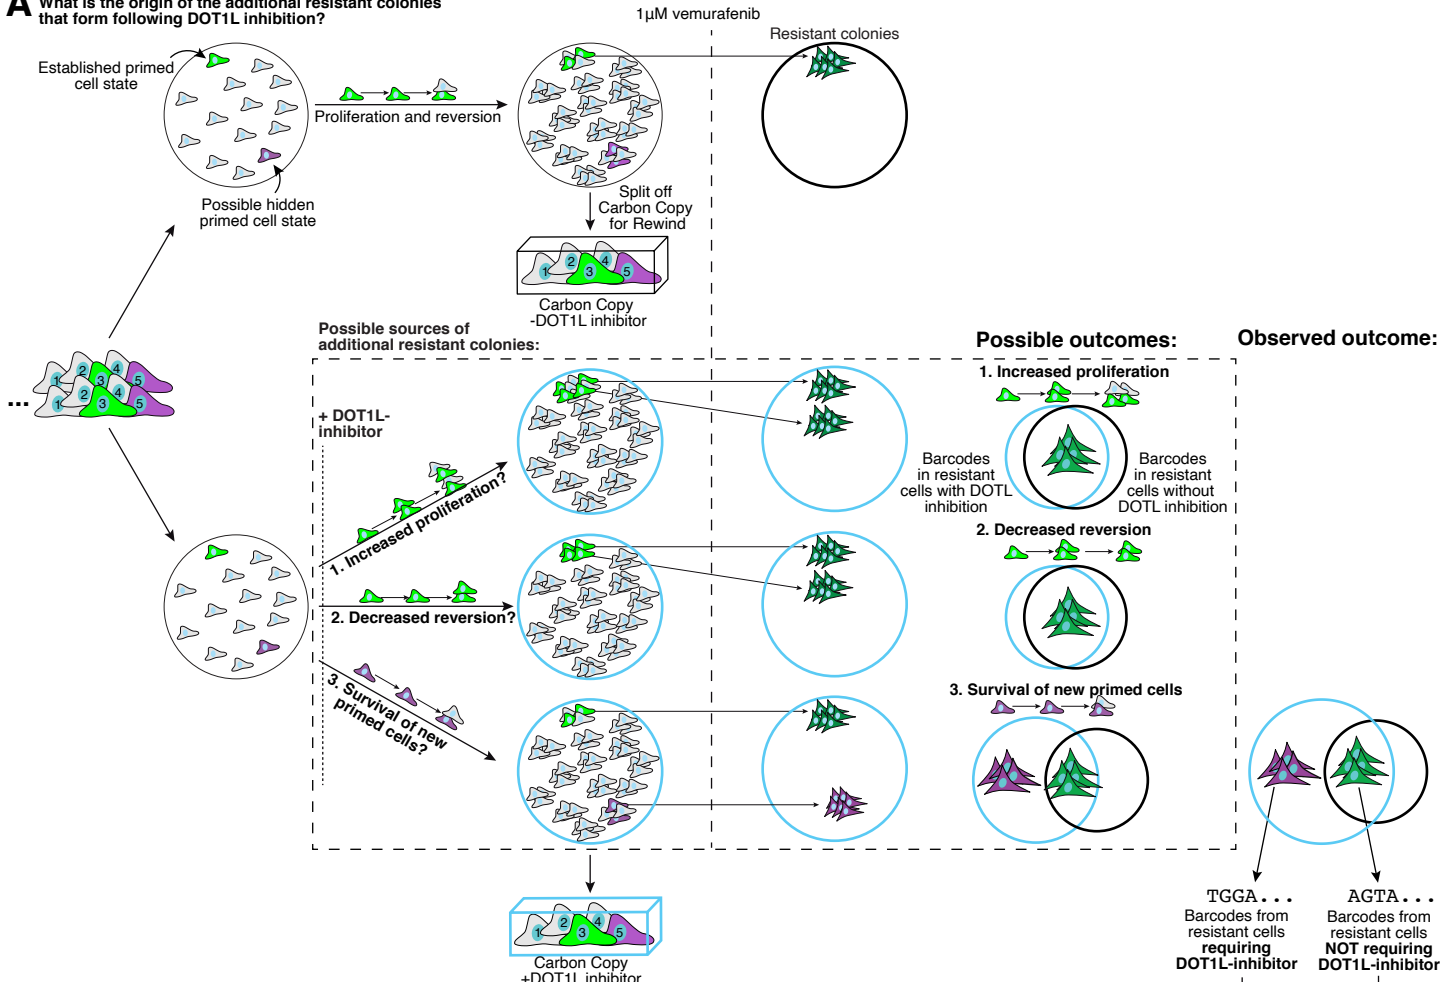 A What is the origin of the additional resistant colonies
that form following DOT1L inhibition?
1μM vemurafenib
Resistant colonies
Established primed
cell state
Proliferation and reversion
Possible hidden
primed cell state
Split off
Carbon Copy
for Rewind
1 2 3 4 5
Carbon Copy
-DOT1L inhibitor
Possible sources of
additional resistant colonies:
Possible outcomes:
Observed outcome:
1 2 3 4 5
1 2 3 4 5
...
+ DOT1L-
inhibitor
1. Increased proliferation?
2. Decreased reversion?
3. Survival of new
primed cells?
1. Increased proliferation
Barcodes
in resistant
cells with DOTL
inhibition
Barcodes
in resistant
cells without
DOTL inhibition
2. Decreased reversion
3. Survival of new primed cells
TGGA...
Barcodes from
resistant cells
requiring
DOT1L-inhibitor
AGTA...
Barcodes from
resistant cells
NOT requiring
DOT1L-inhibitor
1 2 3 4 5
Carbon Copy
+DOT1L inhibitor